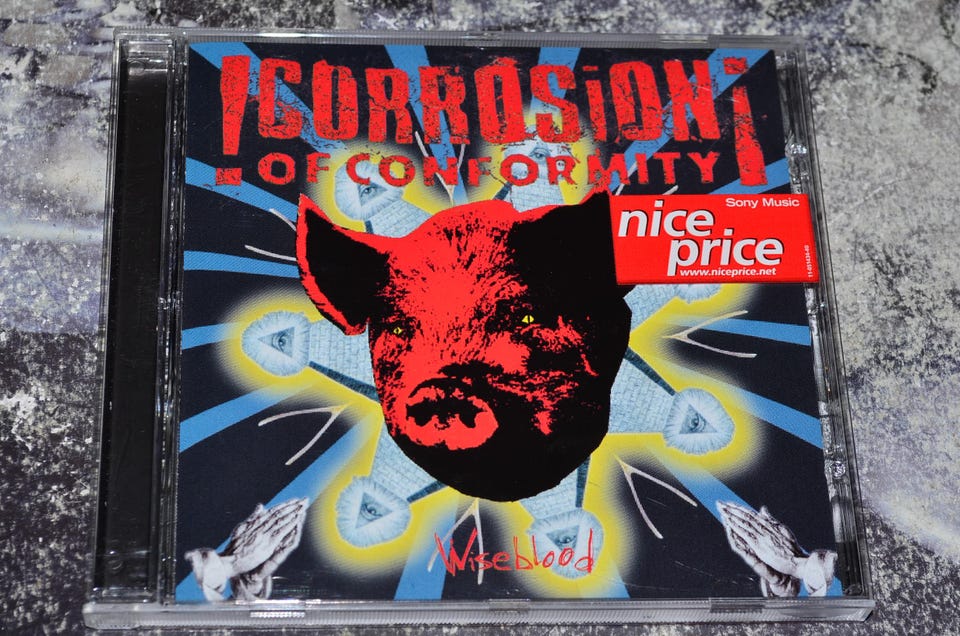 !CORROSiON¡
OF CONFORMITY
Sony Music
nice
price
www.niceprice.net
Wiseblood